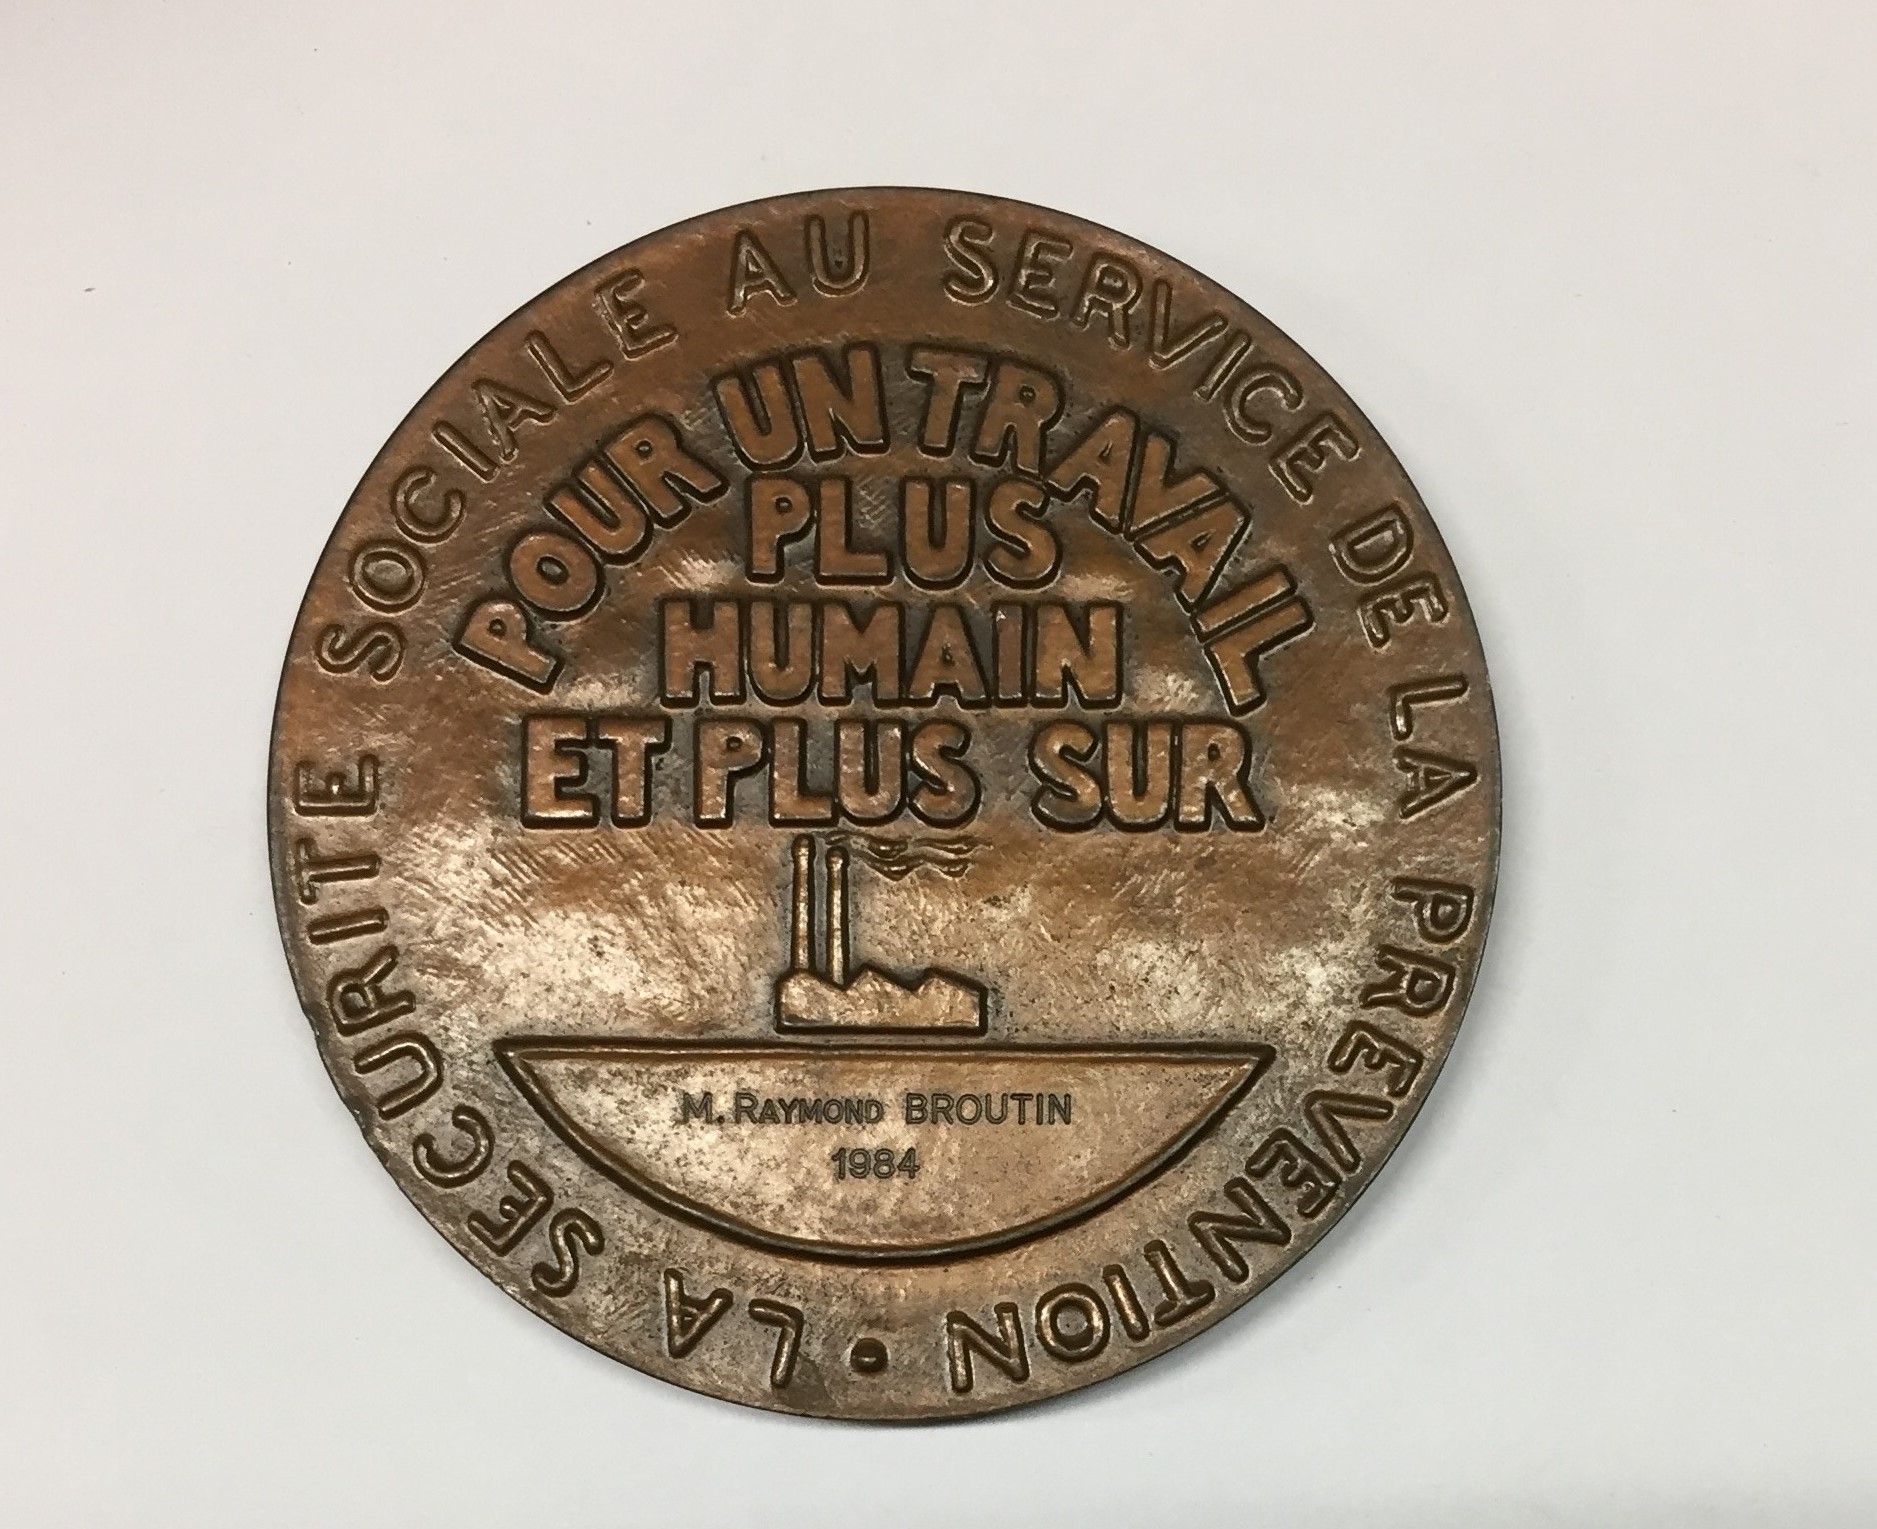 LA SECURITE SOCIALE AU SERVICE DE LA PREVENTION •
POUR UN TRAVAIL
PLUS
HUMAIN
ET PLUS SUR
M. RAYMOND BROUTIN
1984